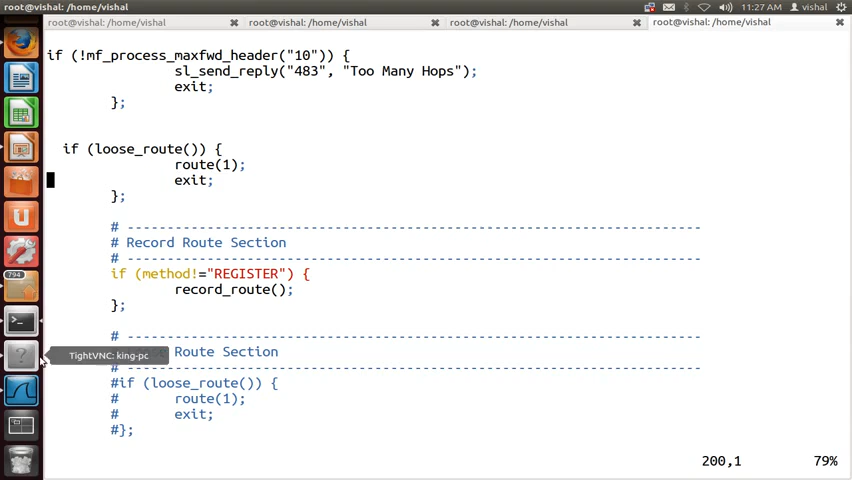 root@vishal: /home/vishal
11:27 AM vishal
root@vishal: /home/vishal root@vishal: /home/vishal root@vishal: /home/vishal root@vishal: /home/vishal
if (!mf_process_maxfwd_header("10")) {
sl_send_reply("483", "Too Many Hops");
exit;
};
if (loose_route()) {
route(1);
exit;
};
# -----------------------------------------------------------------
# Record Route Section
# -----------------------------------------------------------------
if (method!="REGISTER") {
record_route();
};
# -----------------------------------------------------------------
TightVNC: king-pc
Route Section
# -----------------------------------------------------------------
#if (loose_route()) {
# route(1);
# exit;
#};
794
200,1 79%